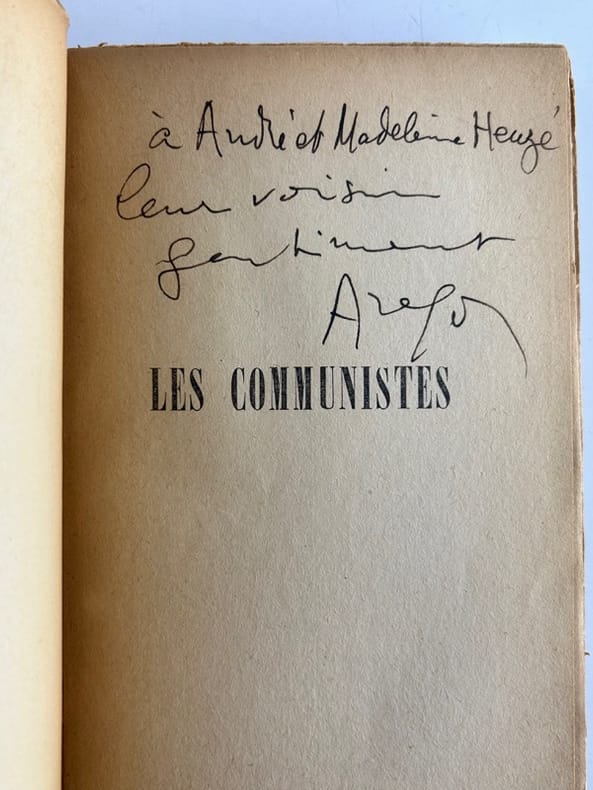 à André et Madeleine Heuzé
leur voisin
gentiment
Aragon
LES COMMUNISTES